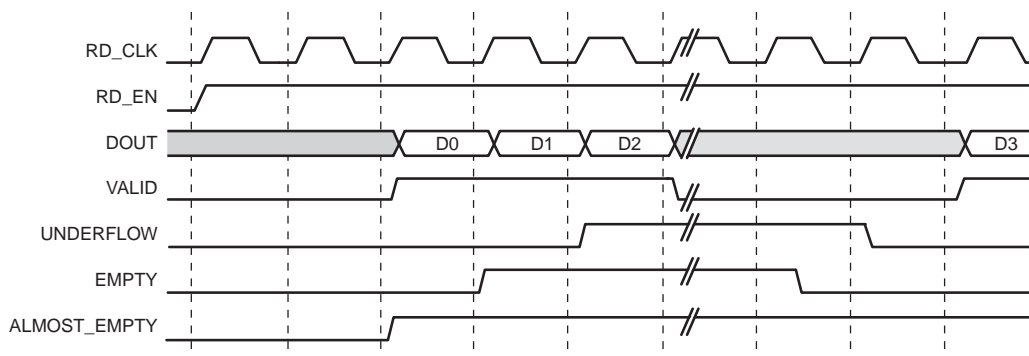 RD_CLK
RD_EN
DOUT D0 D1 D2 D3
VALID
UNDERFLOW
EMPTY
ALMOST_EMPTY